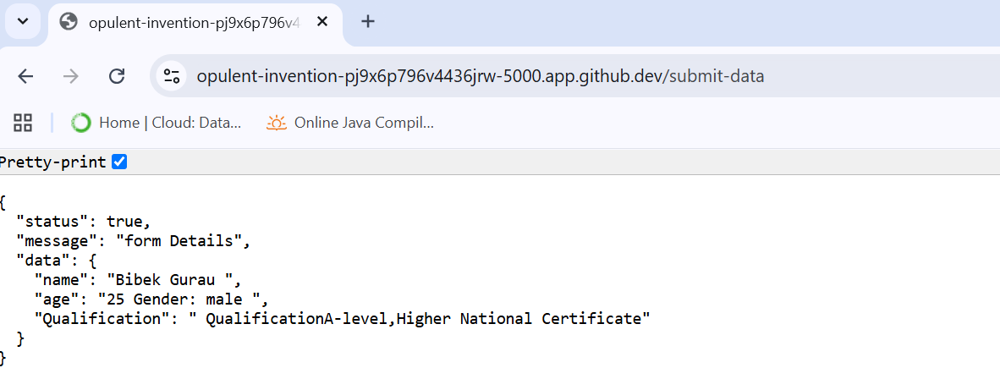 opulent-invention-pj9x6p796v4
opulent-invention-pj9x6p796v4436jrw-5000.app.github.dev/submit-data
Home | Cloud: Data...
Online Java Compil...
Pretty-print
{
"status": true,
"message": "form Details",
"data": {
"name": "Bibek Gurau ",
"age": "25 Gender: male ",
"Qualification": " QualificationA-level,Higher National Certificate"
}
}